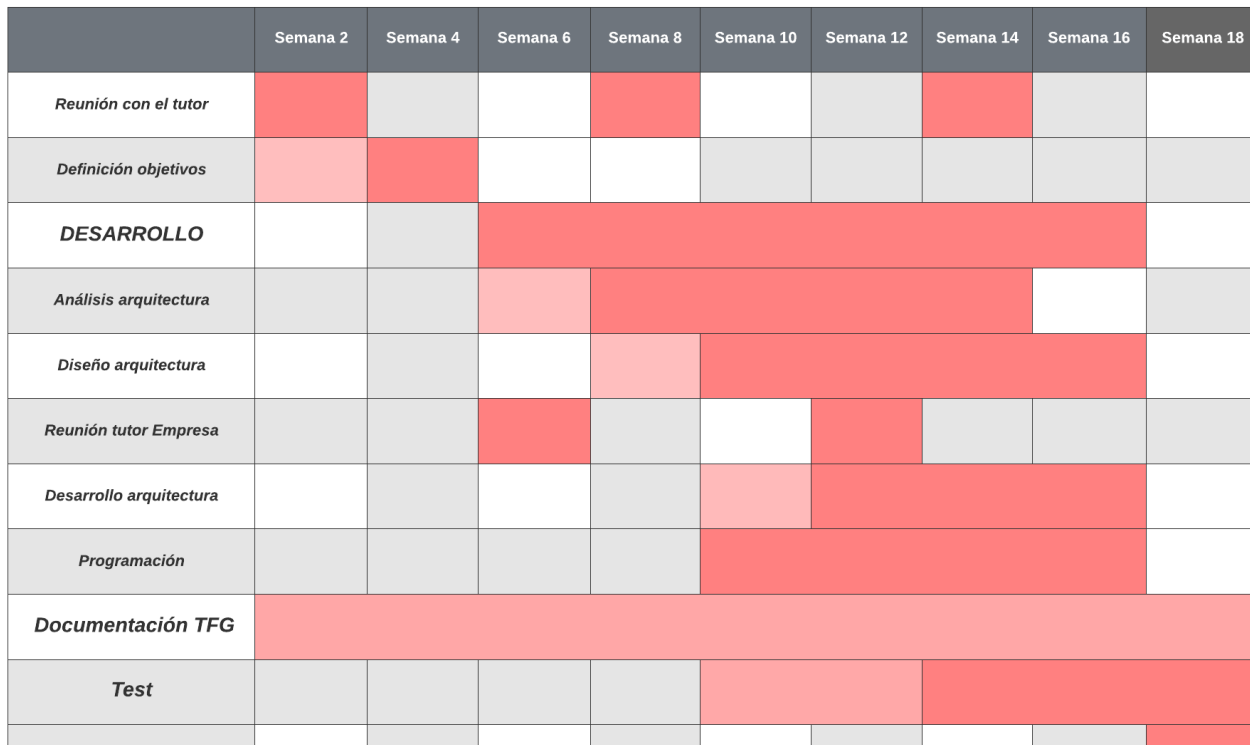 Semana 2 Semana 4 Semana 6 Semana 8 Semana 10 Semana 12 Semana 14 Semana 16 Semana 18
Reunión con el tutor
Definición objetivos
DESARROLLO
Análisis arquitectura
Diseño arquitectura
Reunión tutor Empresa
Desarrollo arquitectura
Programación
Documentación TFG
Test